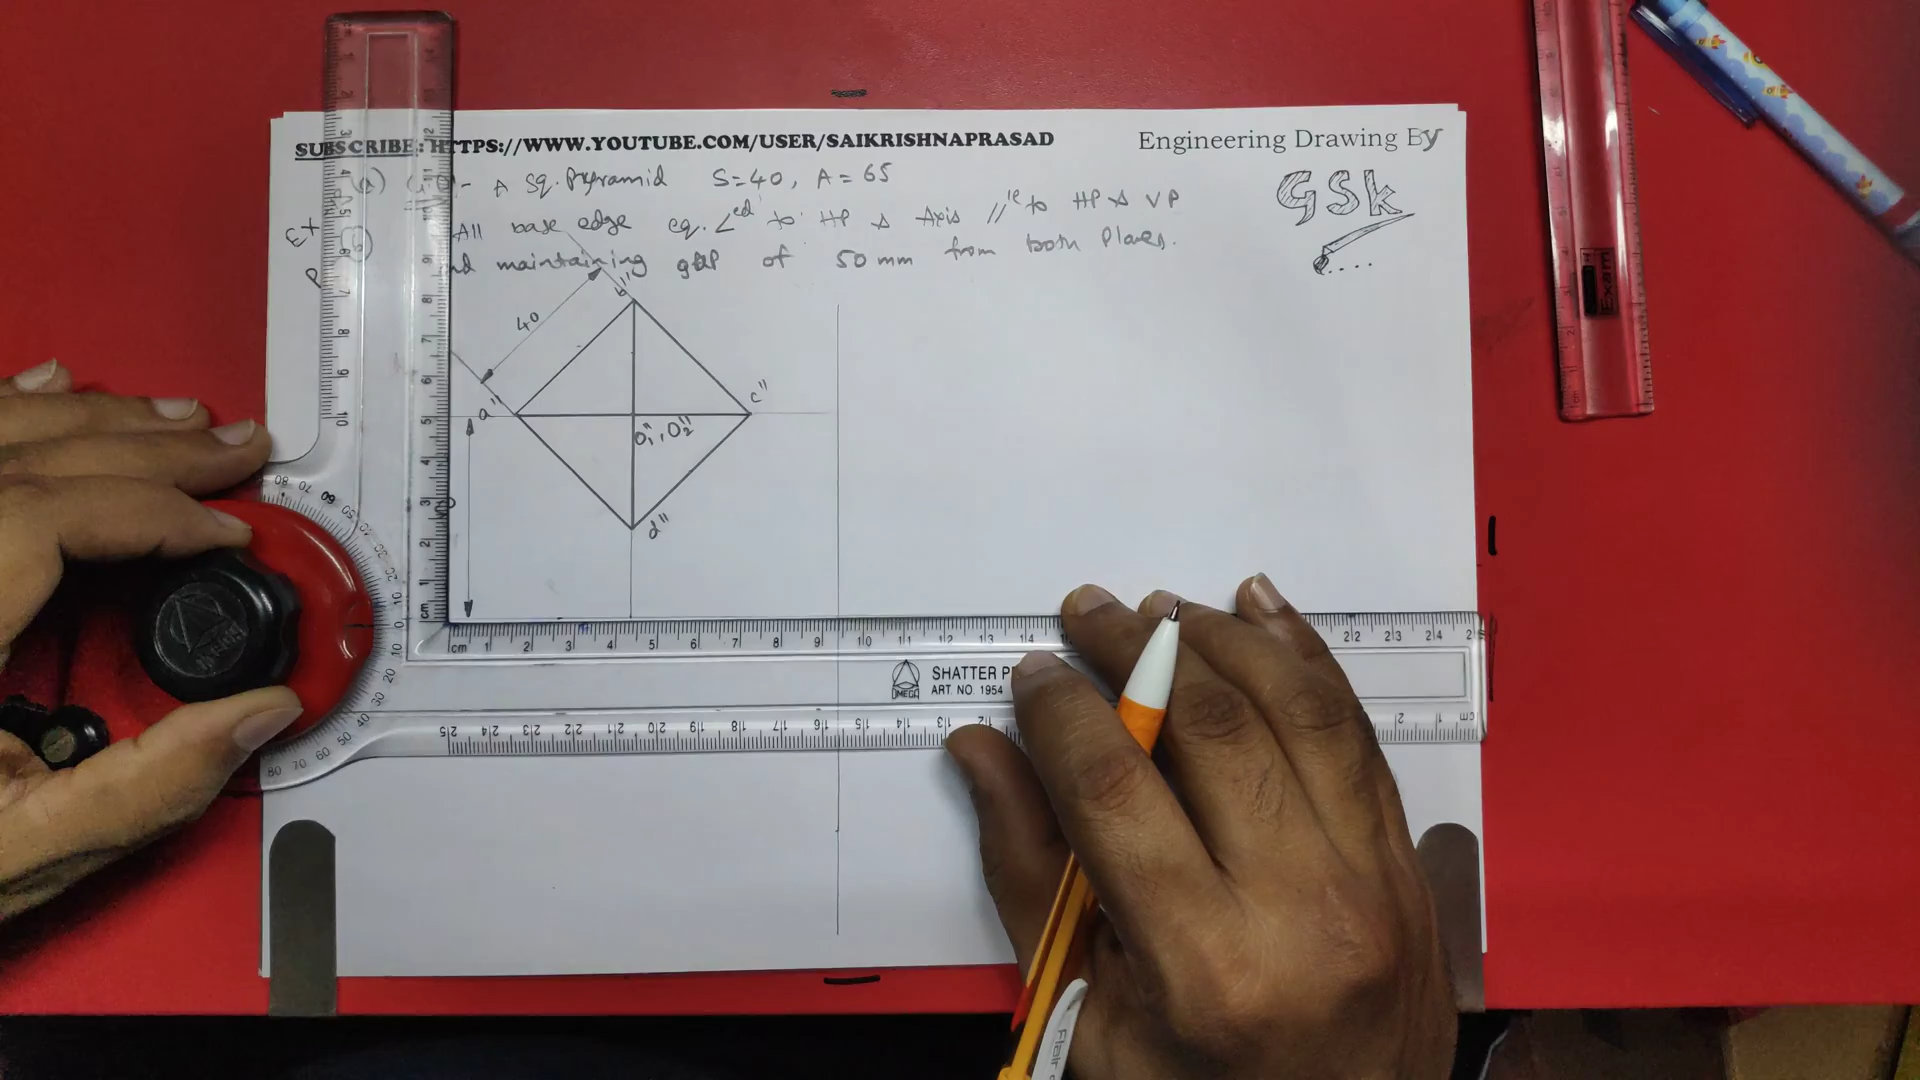 SUBSCRIBE: HTTPS://WWW.YOUTUBE.COM/USER/SAIKRISHNAPRASAD
Engineering Drawing By
GSK
A Sq. Pyramid S=40, A=65
All base edge eq. ∠ed to HP & Axis //le to HP & VP
maintaining gap of 50 mm from both planes.
40
a"
b"
c"
d"
O1", O2"
SHATTER
ART. NO. 1954
OMEGA
Exam
Flair